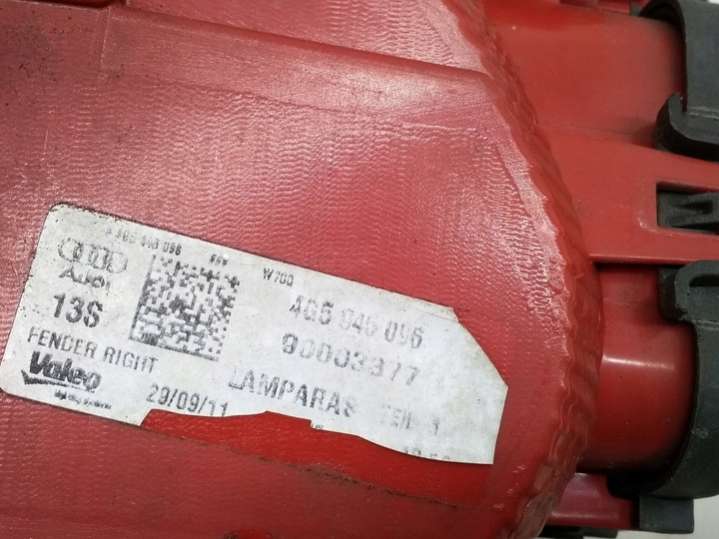 W700
Audi
13S
4G5 945 096
90003377
FENDER RIGHT
Valeo
LAMPARAS
29/09/11